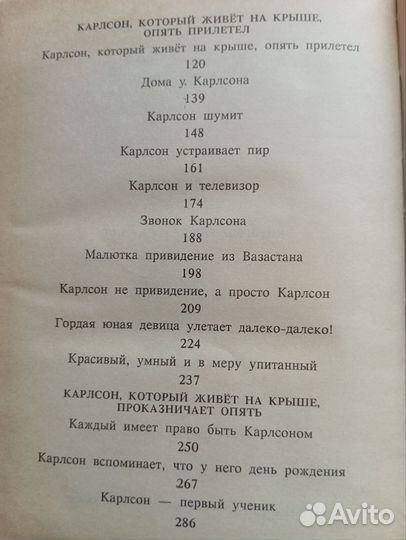 КАРЛСОН, КОТОРЫЙ ЖИВЁТ НА КРЫШЕ,
ОПЯТЬ ПРИЛЕТЕЛ
Карлсон, который живёт на крыше, опять прилетел
120
Дома у Карлсона
139
Карлсон шумит
148
Карлсон устраивает пир
161
Карлсон и телевизор
174
Звонок Карлсона
188
Малютка привидение из Вазастана
198
Карлсон не привидение, а просто Карлсон
209
Гордая юная девица улетает далеко-далеко!
224
Красивый, умный и в меру упитанный
237
КАРЛСОН, КОТОРЫЙ ЖИВЁТ НА КРЫШЕ,
ПРОКАЗНИЧАЕТ ОПЯТЬ
Каждый имеет право быть Карлсоном
250
Карлсон вспоминает, что у него день рождения
267
Карлсон — первый ученик
286
Avito